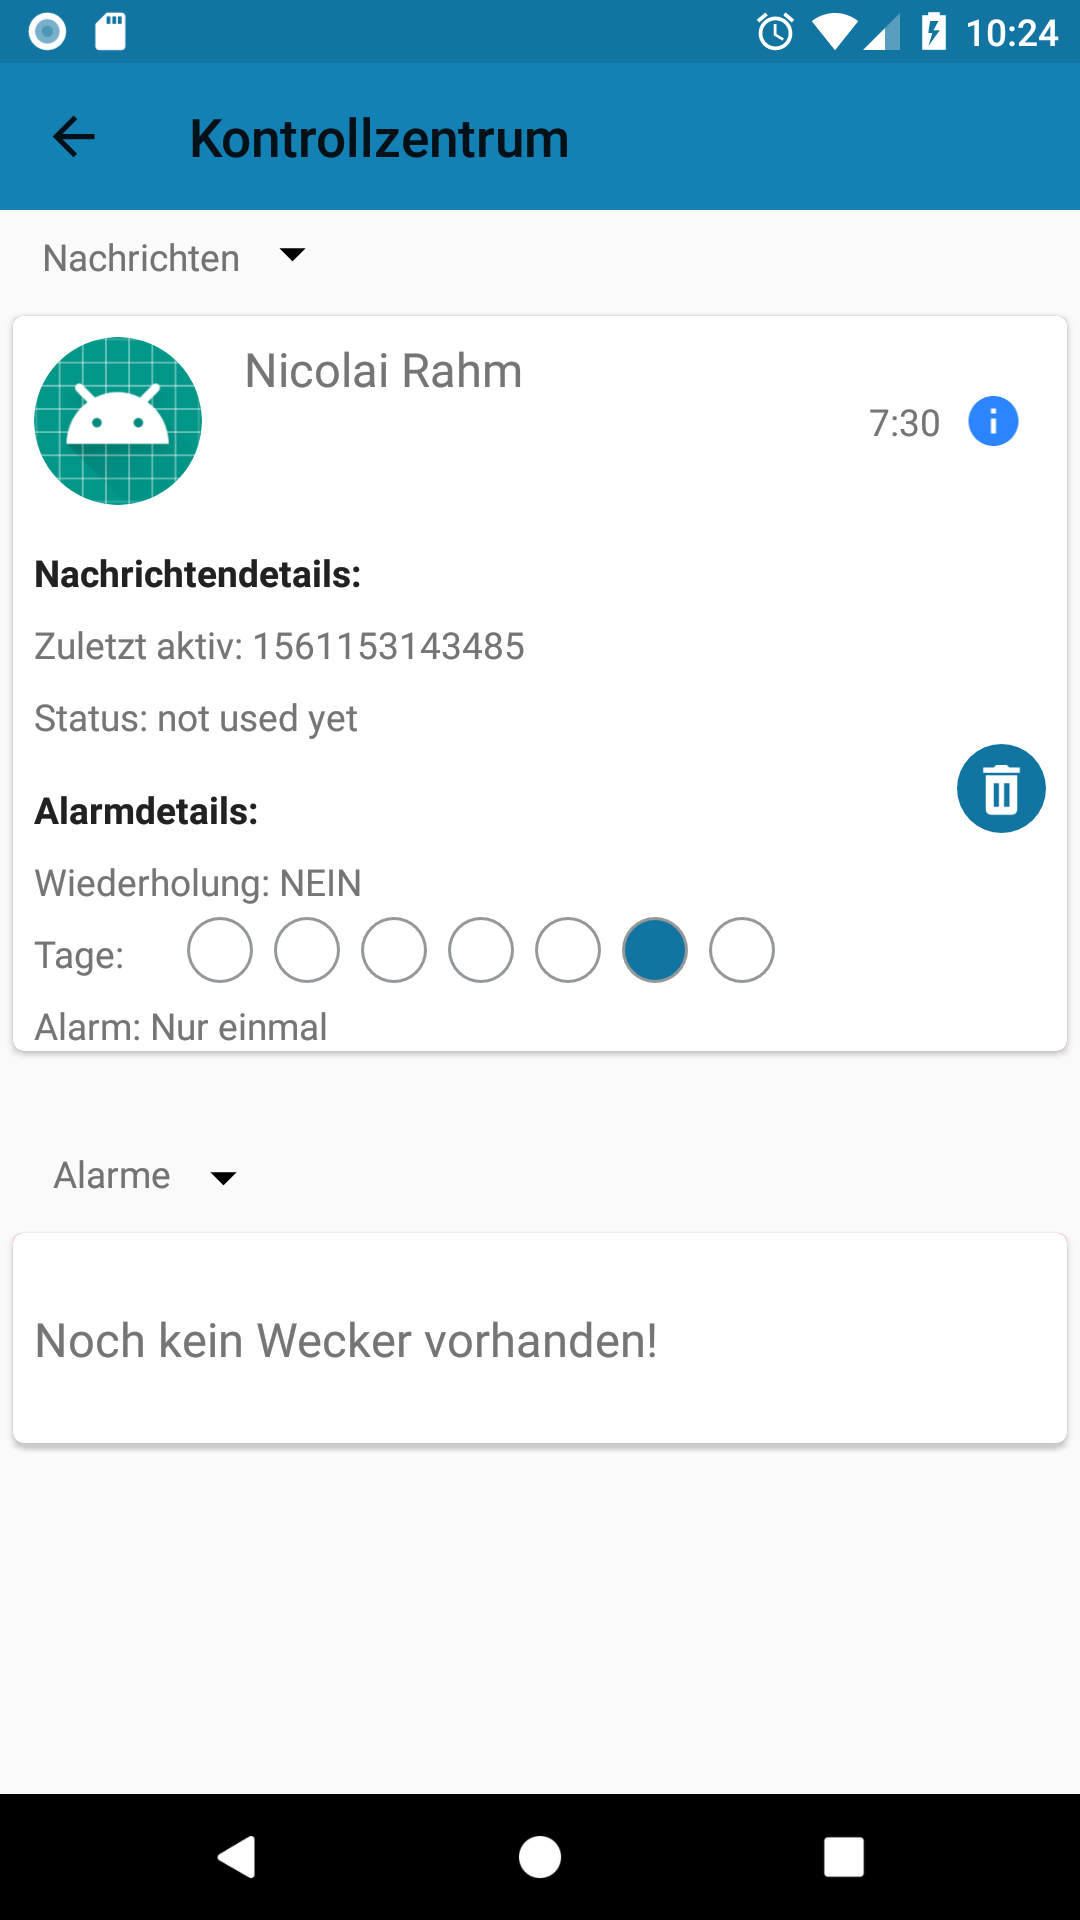 10:24
Kontrollzentrum
Nachrichten
Nicolai Rahm
7:30
Nachrichtendetails:
Zuletzt aktiv: 1561153143485
Status: not used yet
Alarmdetails:
Wiederholung: NEIN
Tage:
Alarm: Nur einmal
Alarme
Noch kein Wecker vorhanden!